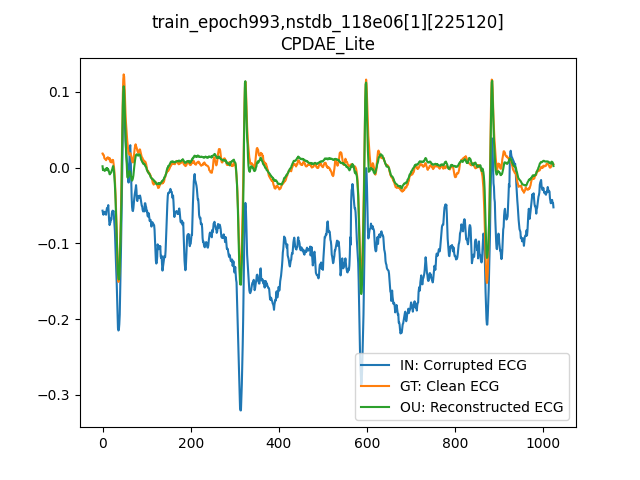 train_epoch993,nstdb_118e06[1][225120]
CPDAE_Lite
0.1
0.0
−0.1
−0.2
−0.3
IN: Corrupted ECG
GT: Clean ECG
OU: Reconstructed ECG
0 200 400 600 800 1000